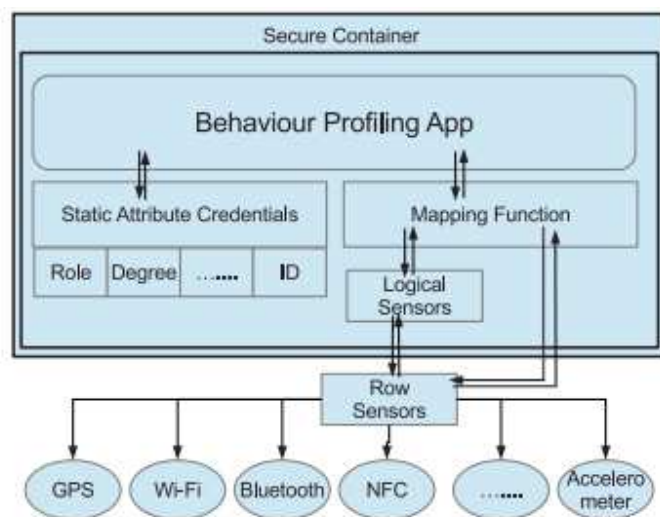 Secure Container
Behaviour Profiling App
Static Attribute Credentials
Mapping Function
Role
Degree
........
ID
Logical
Sensors
Row
Sensors
GPS
Wi-Fi
Bluetooth
NFC
........
Accelero
meter